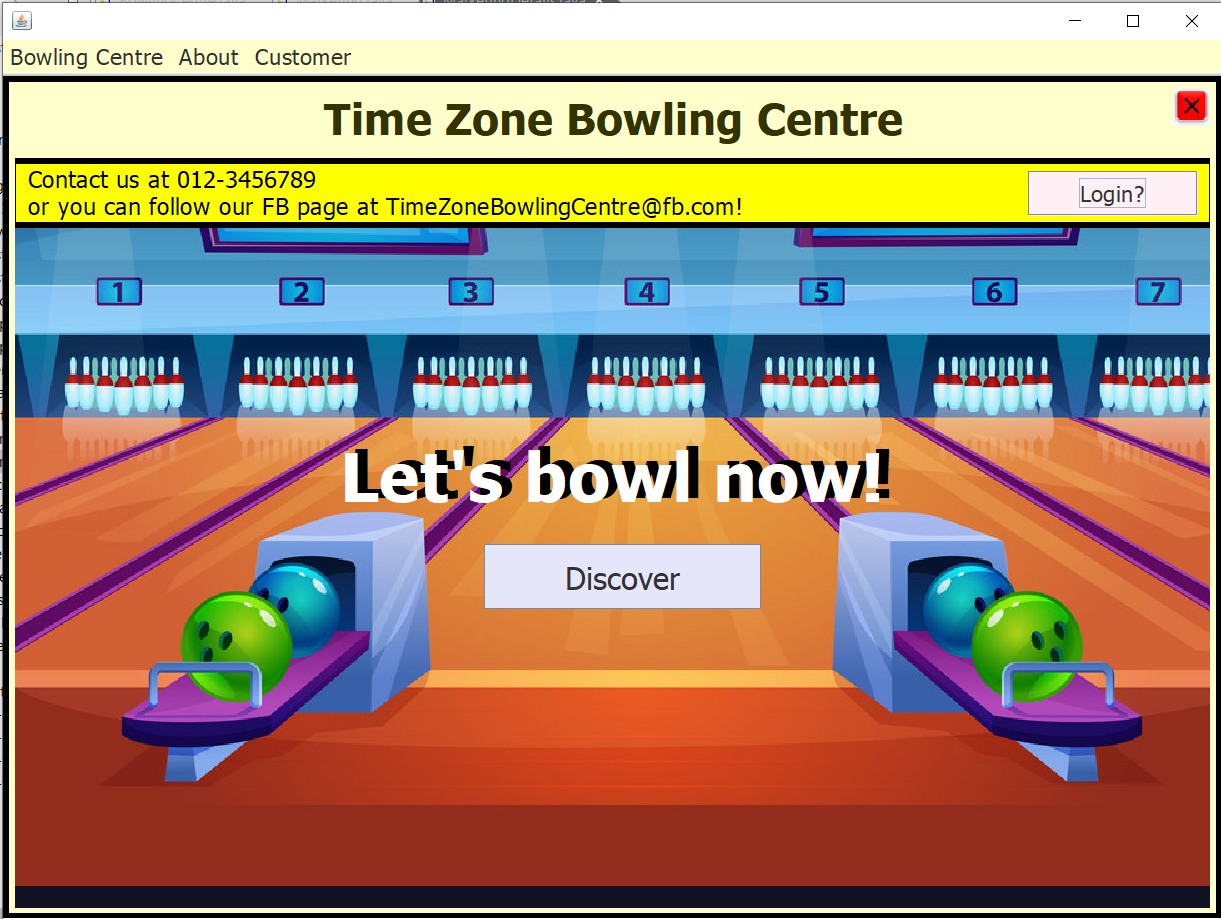 Bowling Centre About Customer
Time Zone Bowling Centre
Contact us at 012-3456789
or you can follow our FB page at TimeZoneBowlingCentre@fb.com!
Login?
1 2 3 4 5 6 7
Let's bowl now!
Discover